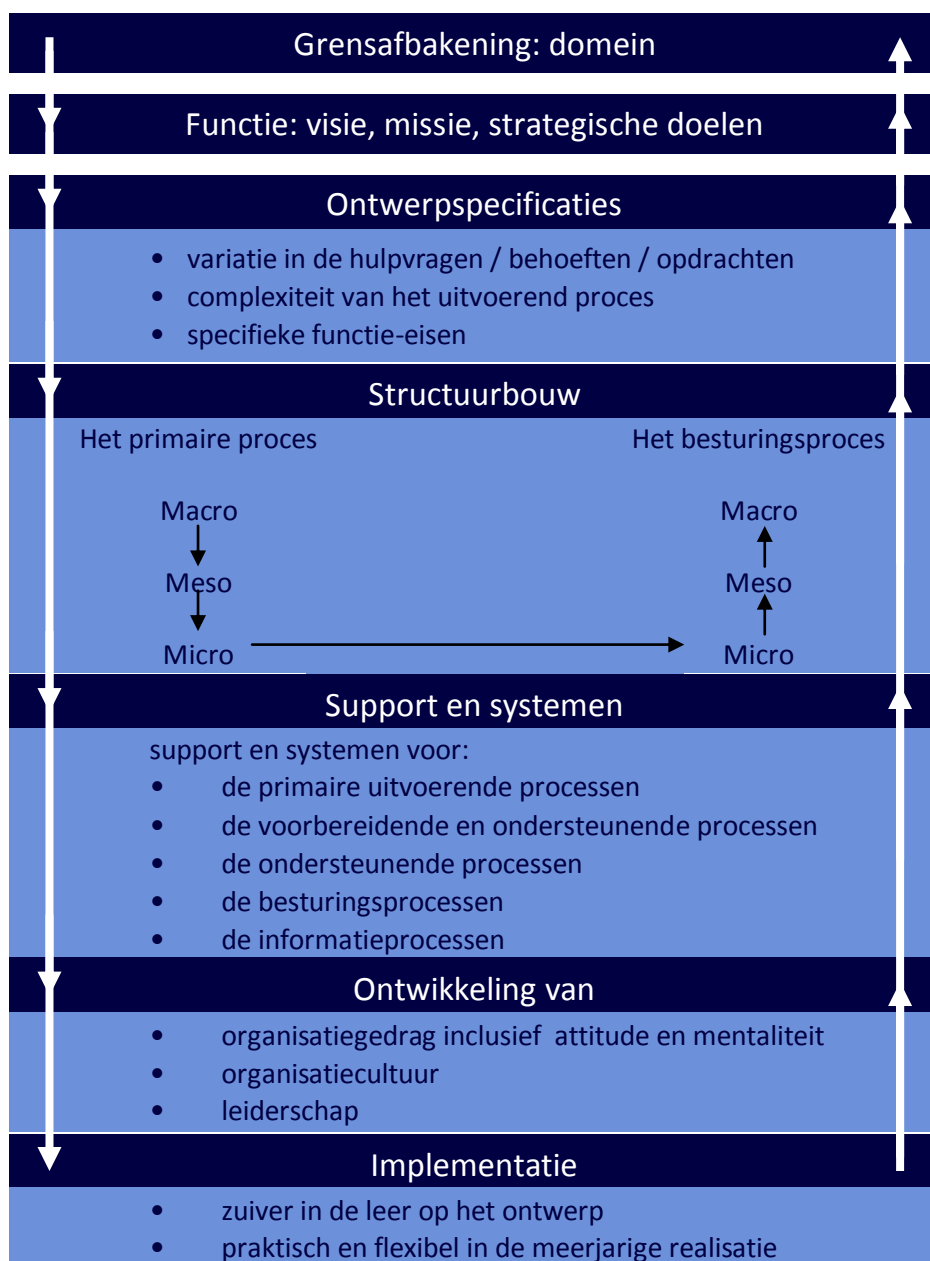 Grensafbakening: domein
Functie: visie, missie, strategische doelen
Ontwerpspecificaties
• variatie in de hulpvragen / behoeften / opdrachten
• complexiteit van het uitvoerend proces
• specifieke functie-eisen
Structuurbouw
Het primaire proces Het besturingsproces
Macro Macro
Meso Meso
Micro Micro
Support en systemen
support en systemen voor:
• de primaire uitvoerende processen
• de voorbereidende en ondersteunende processen
• de ondersteunende processen
• de besturingsprocessen
• de informatieprocessen
Ontwikkeling van
• organisatiegedrag inclusief attitude en mentaliteit
• organisatiecultuur
• leiderschap
Implementatie
• zuiver in de leer op het ontwerp
• praktisch en flexibel in de meerjarige realisatie